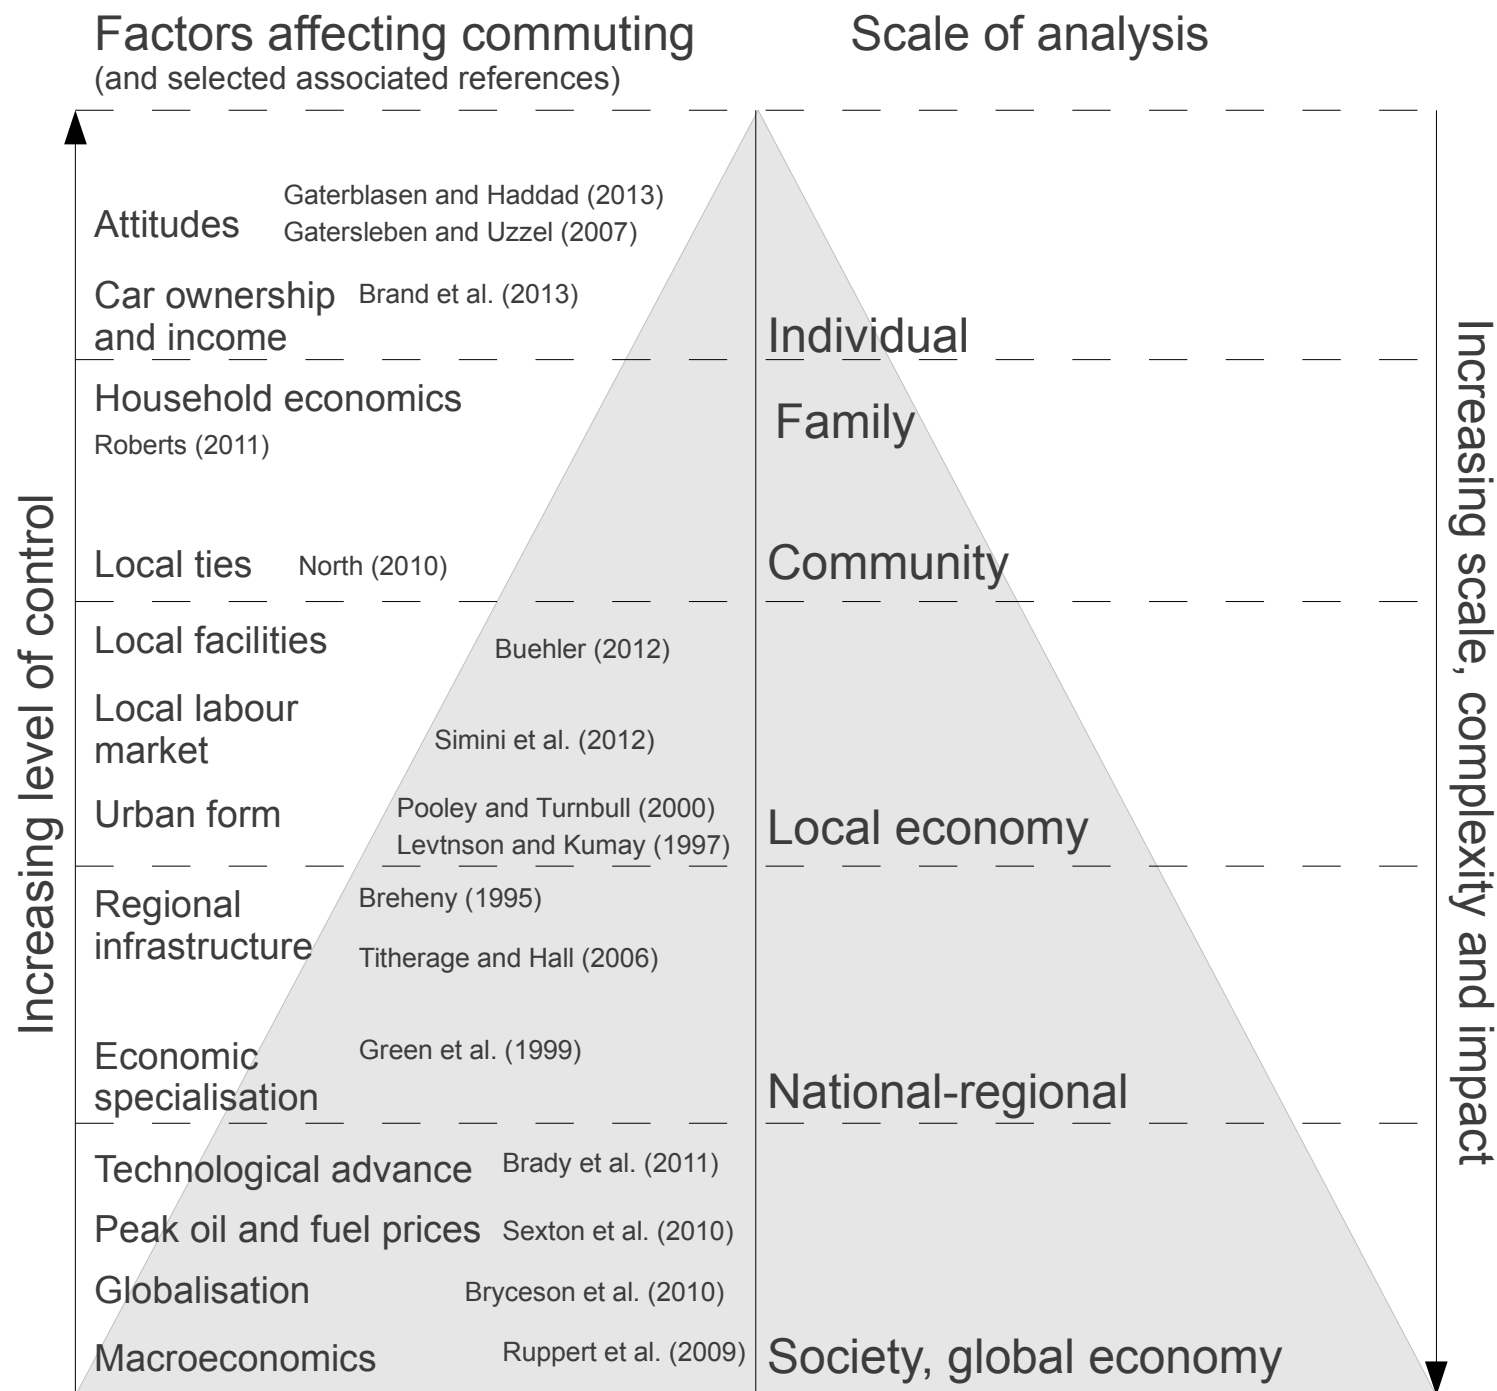 Factors affecting commuting
(and selected associated references)
Scale of analysis
Increasing level of control
Attitudes
Gaterblasen and Haddad (2013)
Gatersleben and Uzzel (2007)
Car ownership
and income
Brand et al. (2013)
Individual
Household economics
Roberts (2011)
Family
Local ties
North (2010)
Community
Local facilities
Buehler (2012)
Local labour
market
Simini et al. (2012)
Urban form
Pooley and Turnbull (2000)
Levtnson and Kumay (1997)
Local economy
Regional
infrastructure
Breheny (1995)
Titherage and Hall (2006)
Economic
specialisation
Green et al. (1999)
National-regional
Technological advance
Brady et al. (2011)
Peak oil and fuel prices
Sexton et al. (2010)
Globalisation
Bryceson et al. (2010)
Macroeconomics
Ruppert et al. (2009)
Society, global economy
Increasing scale, complexity and impact